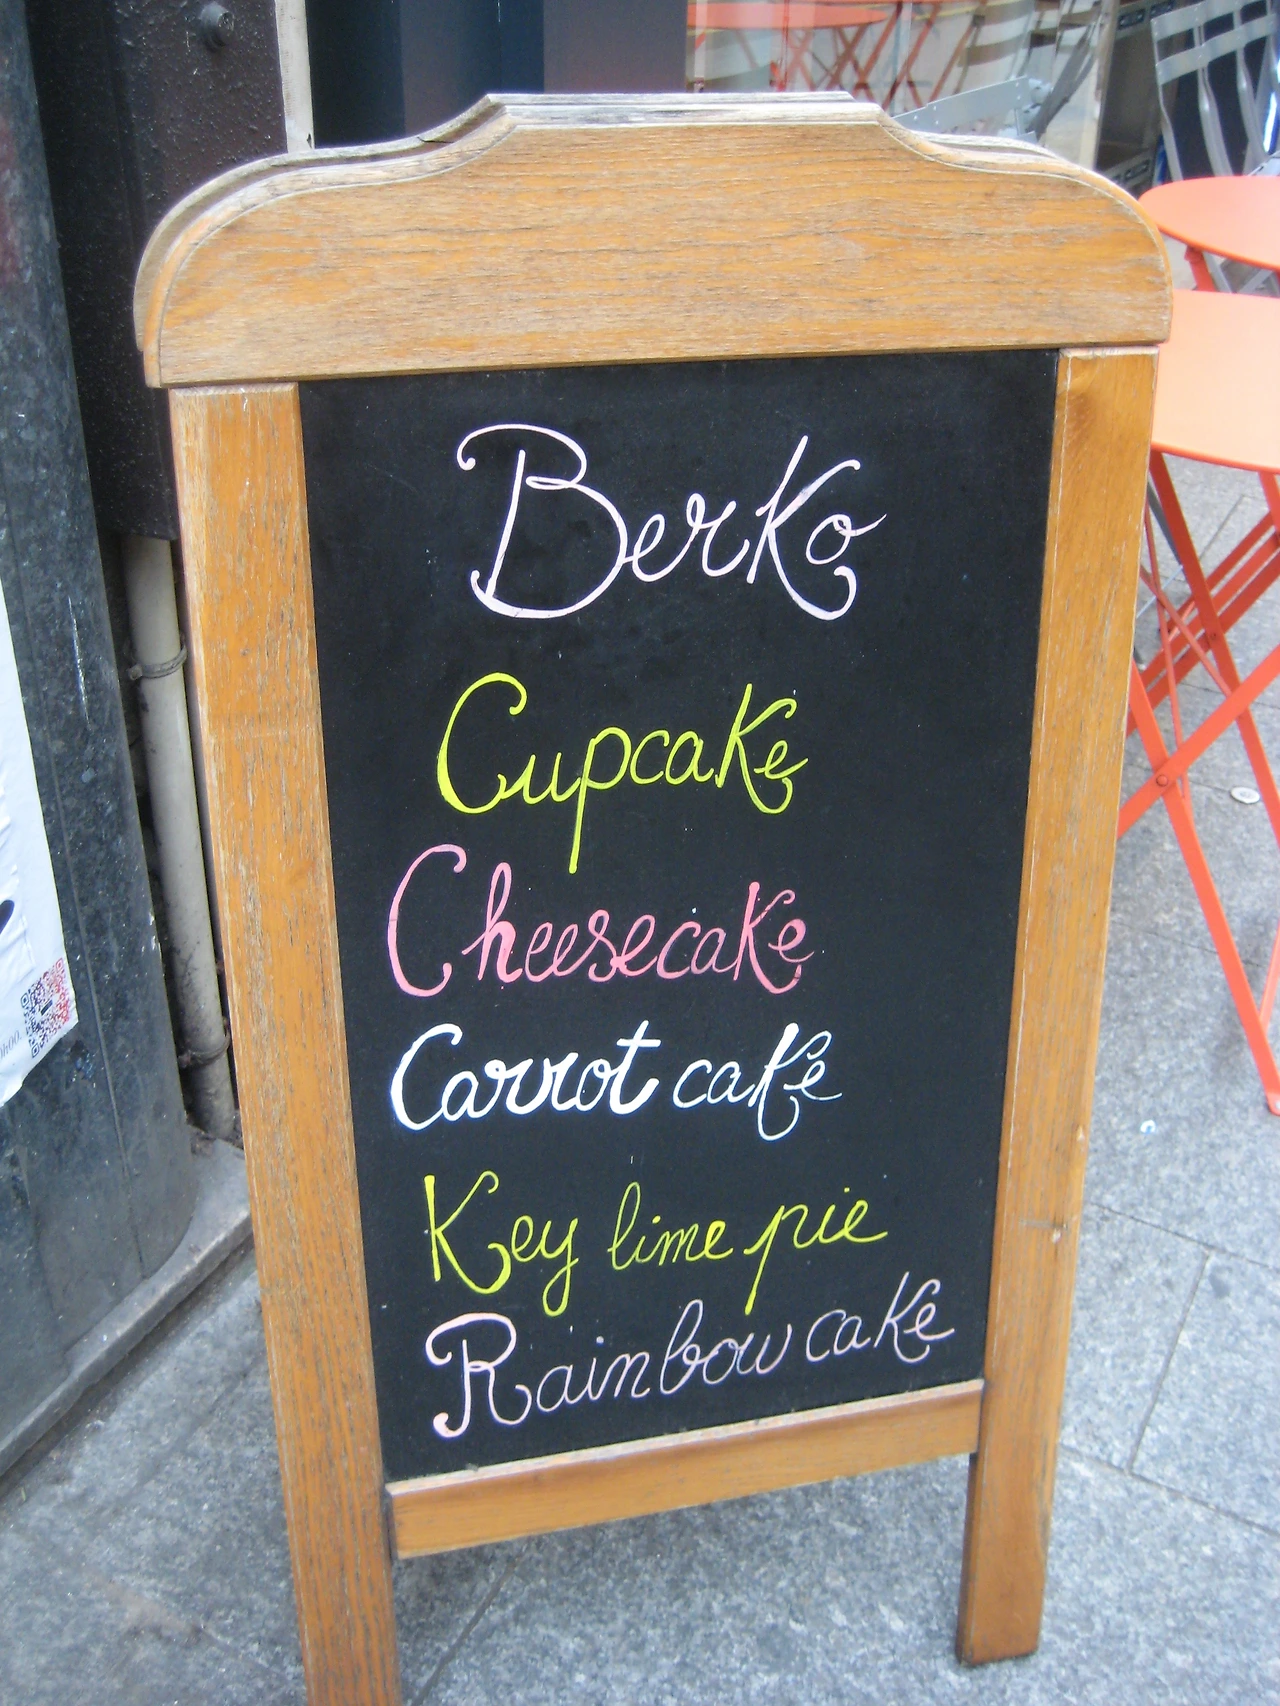 Berko
Cupcake
Cheesecake
Carrot cake
Key lime pie
Rainbow cake